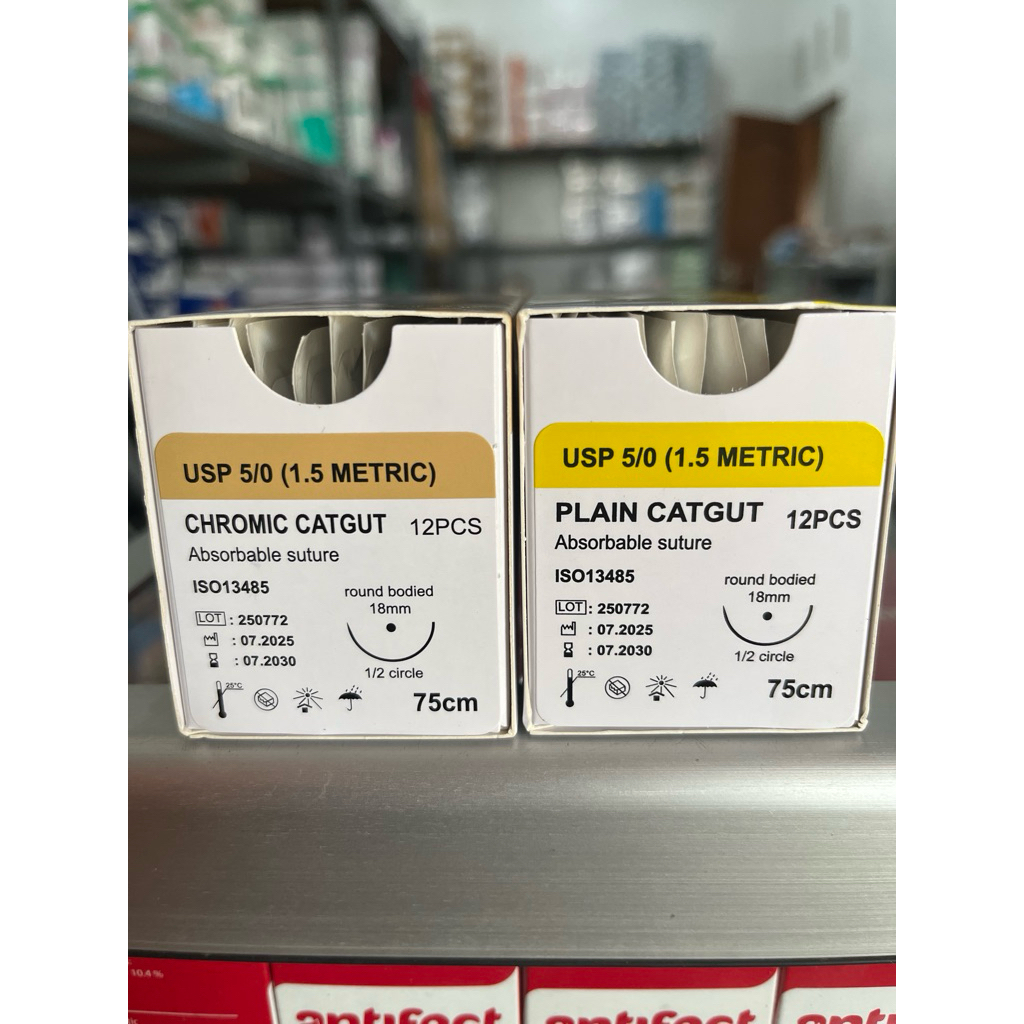 USP 5/0 (1.5 METRIC)
CHROMIC CATGUT 12PCS
Absorbable suture
ISO13485
round bodied
18mm
LOT : 250772
: 07.2025
: 07.2030
1/2 circle
25°C
75cm
USP 5/0 (1.5 METRIC)
PLAIN CATGUT 12PCS
Absorbable suture
ISO13485
round bodied
18mm
LOT : 250772
: 07.2025
: 07.2030
1/2 circle
25°C
75cm
10.4%
antifect
antifect